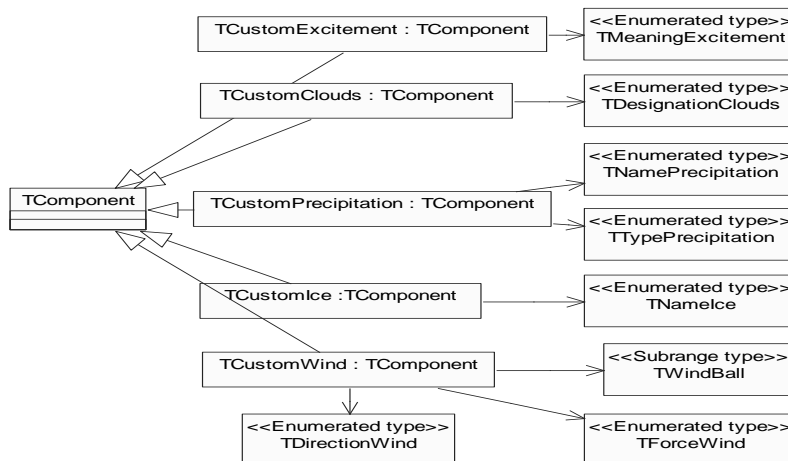 TCustomExcitement : TComponent
<<Enumerated type>>
TMeaningExcitement
TCustomClouds : TComponent
<<Enumerated type>>
TDesignationClouds
TComponent
TCustomPrecipitation : TComponent
<<Enumerated type>>
TNamePrecipitation
<<Enumerated type>>
TTypePrecipitation
TCustomIce :TComponent
<<Enumerated type>>
TNameIce
TCustomWind : TComponent
<<Subrange type>>
TWindBall
<<Enumerated type>>
TDirectionWind
<<Enumerated type>>
TForceWind